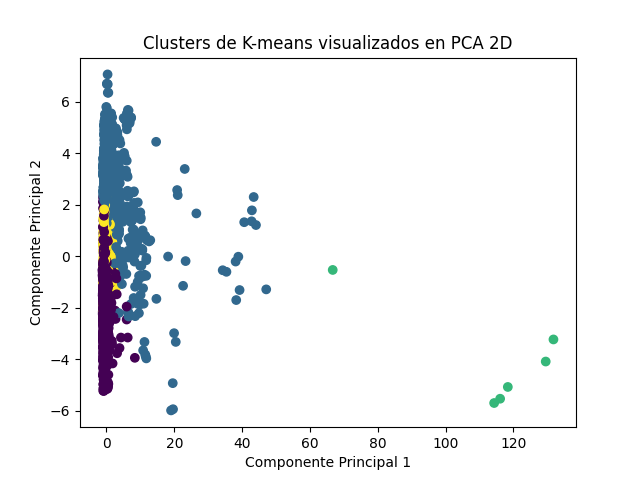 Clusters de K-means visualizados en PCA 2D
Componente Principal 2
6
4
2
0
−2
−4
−6
0 20 40 60 80 100 120
Componente Principal 1